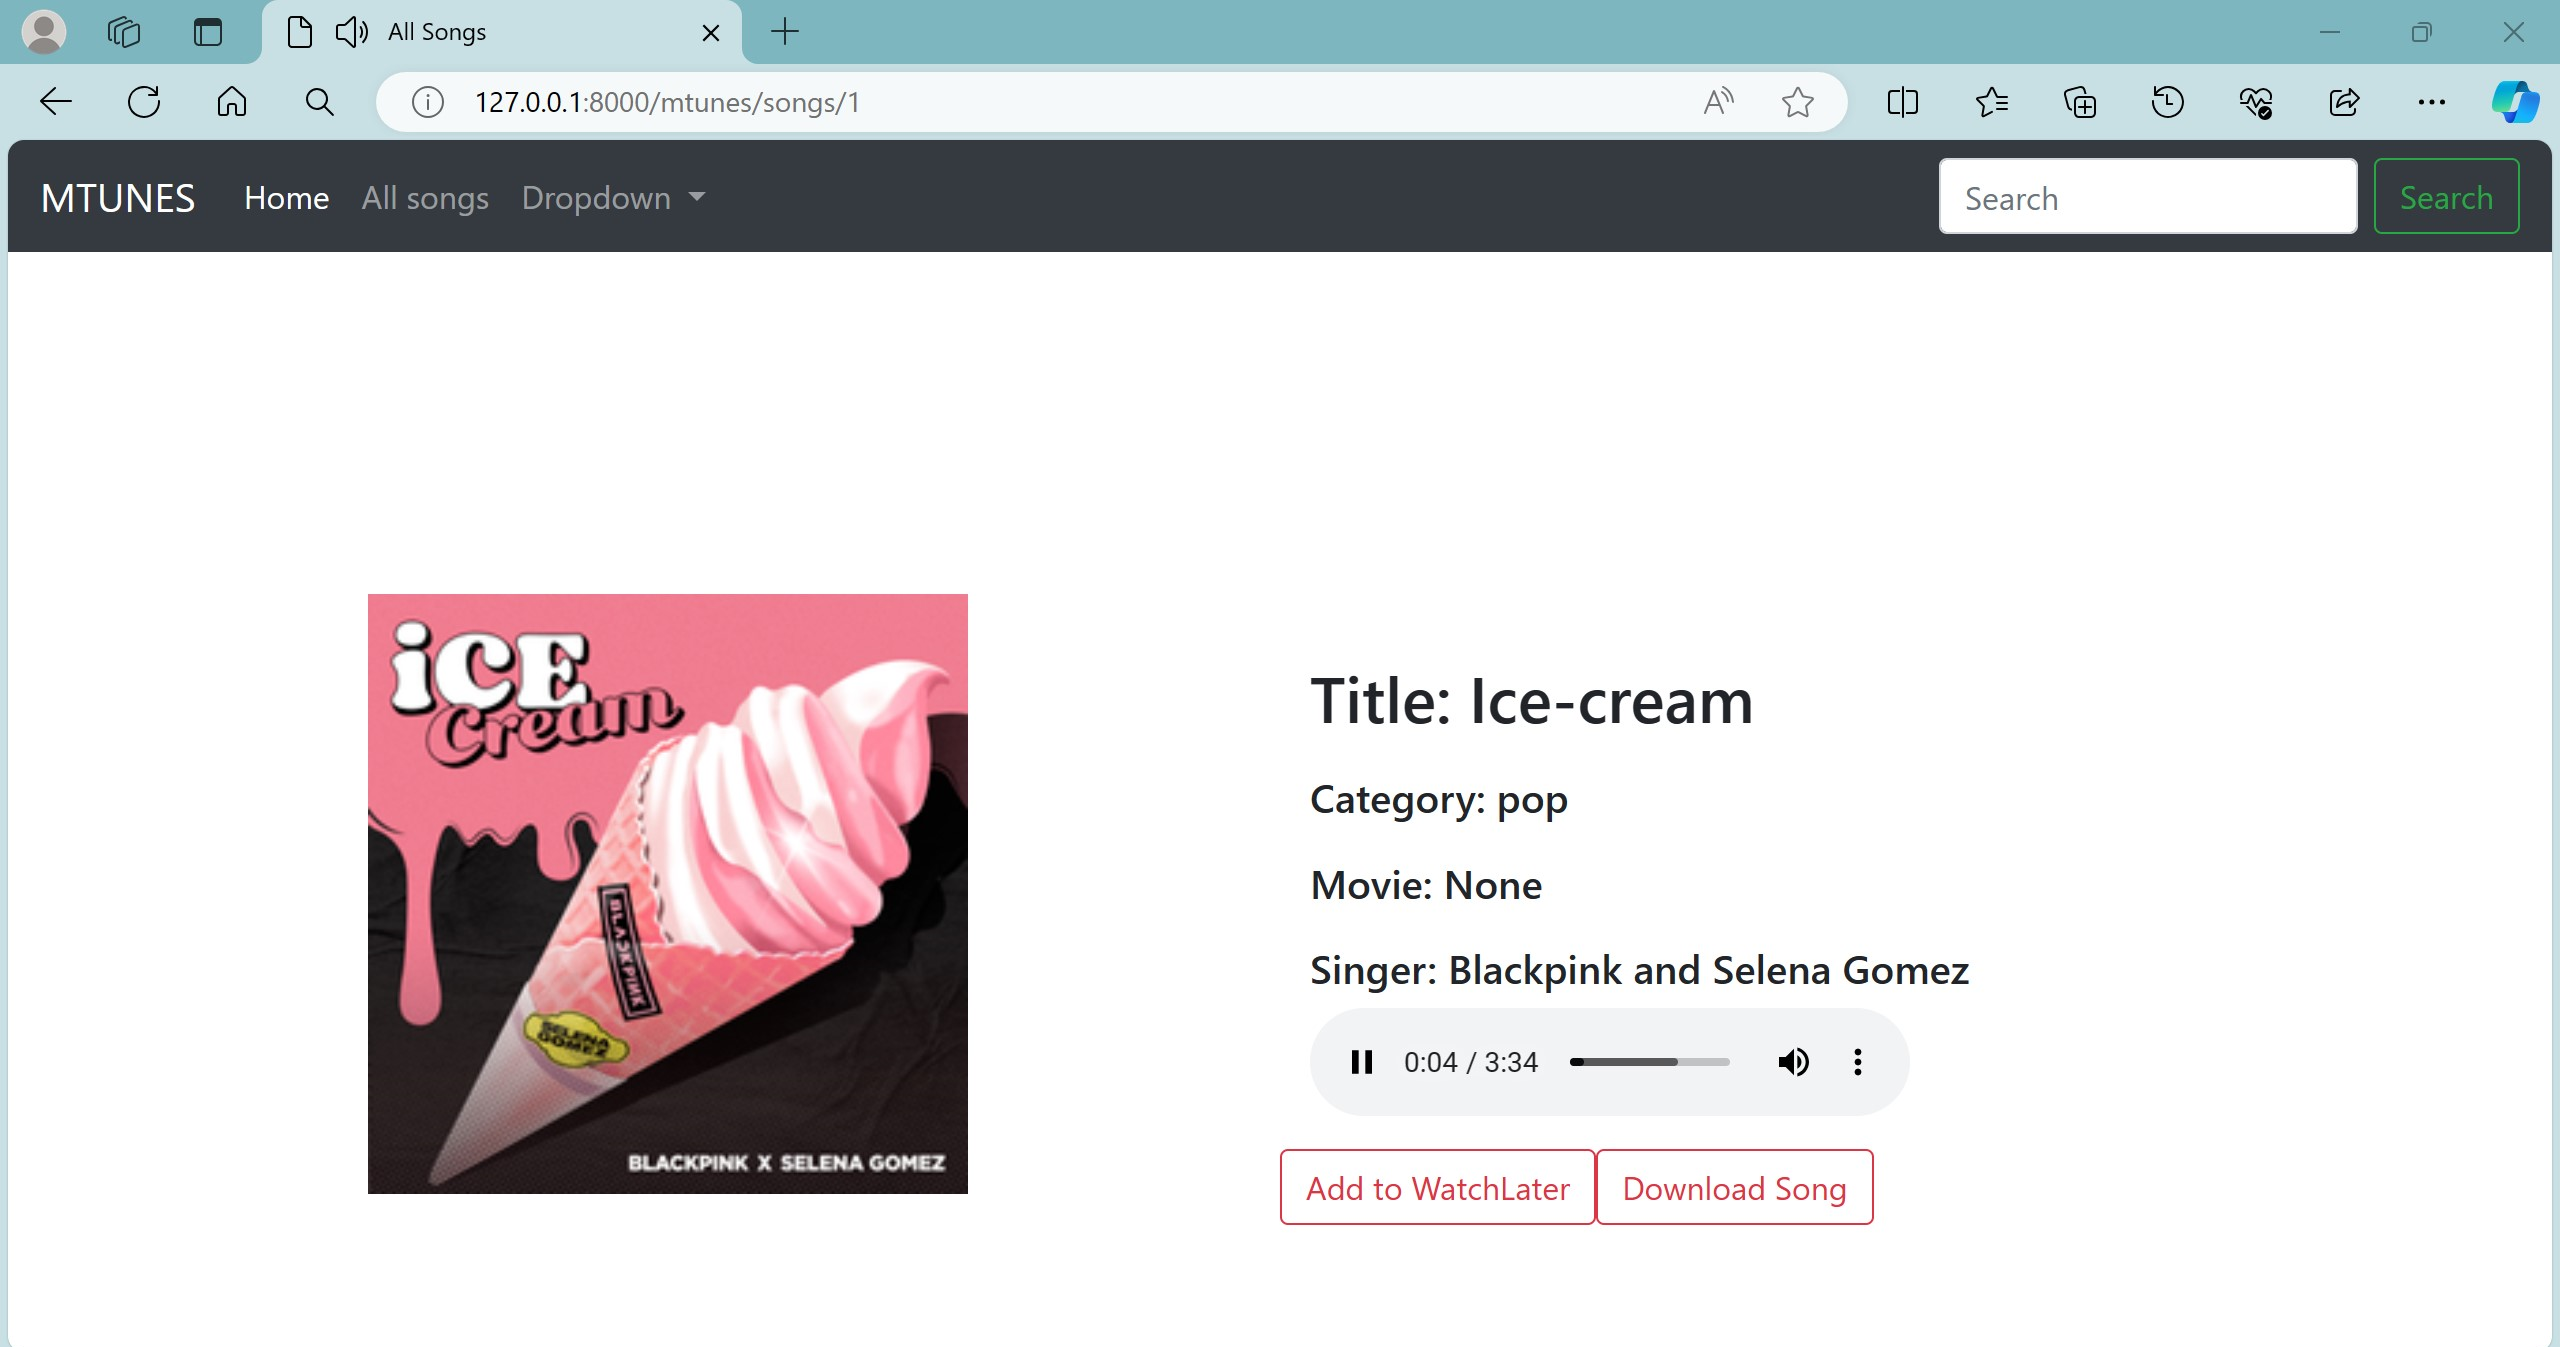 All Songs
127.0.0.1:8000/mtunes/songs/1
MTUNES Home All songs Dropdown Search Search
iCE
Cream
BLACKPINK
SELENA
GOMEZ
BLACKPINK X SELENA GOMEZ
Title: Ice-cream
Category: pop
Movie: None
Singer: Blackpink and Selena Gomez
0:04 / 3:34
Add to WatchLater Download Song